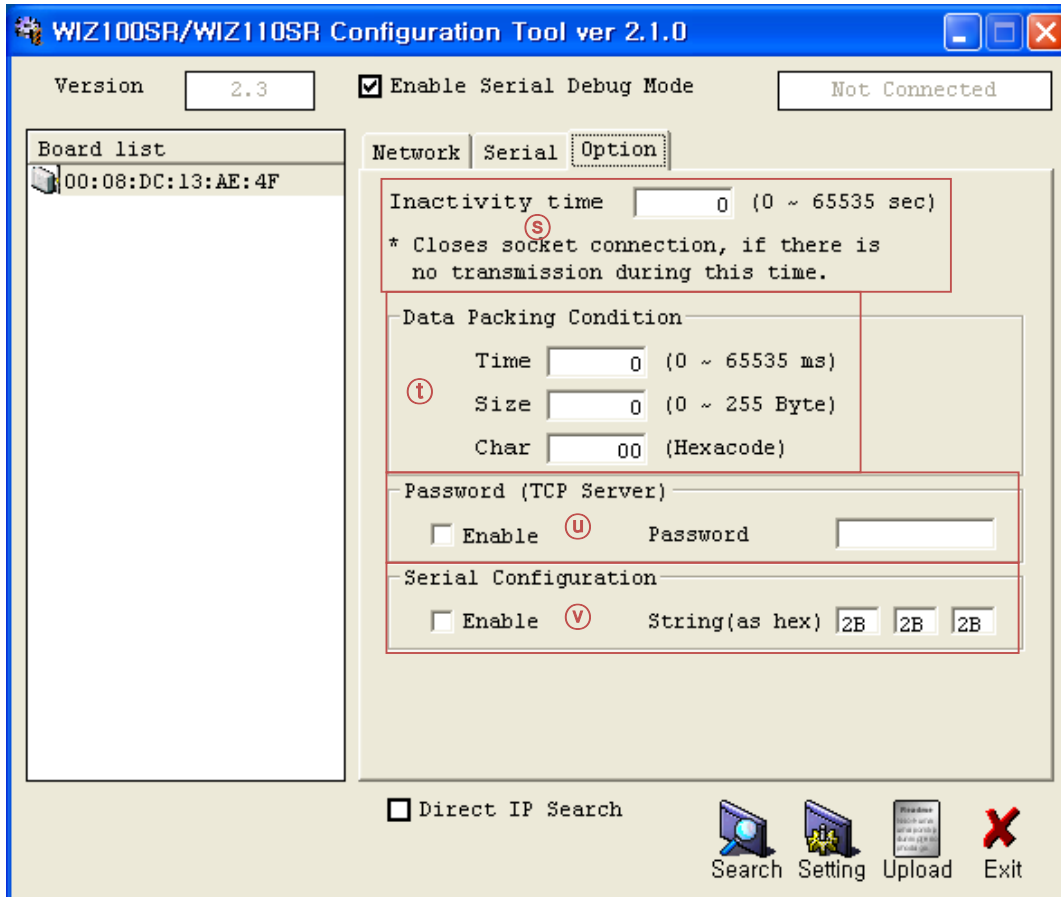 WIZ100SR/WIZ110SR Configuration Tool ver 2.1.0
Version 2.3 Enable Serial Debug Mode Not Connected
Board list
00:08:DC:13:AE:4F
Network Serial Option
Inactivity time 0 (0 ~ 65535 sec)
s
* Closes socket connection, if there is
no transmission during this time.
Data Packing Condition
Time 0 (0 ~ 65535 ms)
t
Size 0 (0 ~ 255 Byte)
Char 00 (Hexacode)
Password (TCP Server)
Enable u Password
Serial Configuration
Enable v String(as hex) 2B 2B 2B
Direct IP Search
Readme
Search Setting Upload Exit